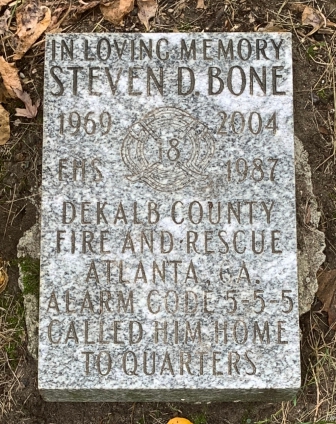 IN LOVING MEMORY
STEVEN D. BONE
1969 18 2004
EMS 1987
DEKALB COUNTY
FIRE AND RESCUE
ATLANTA, GA.
ALARM CODE 5-5-5
CALLED HIM HOME
TO QUARTERS